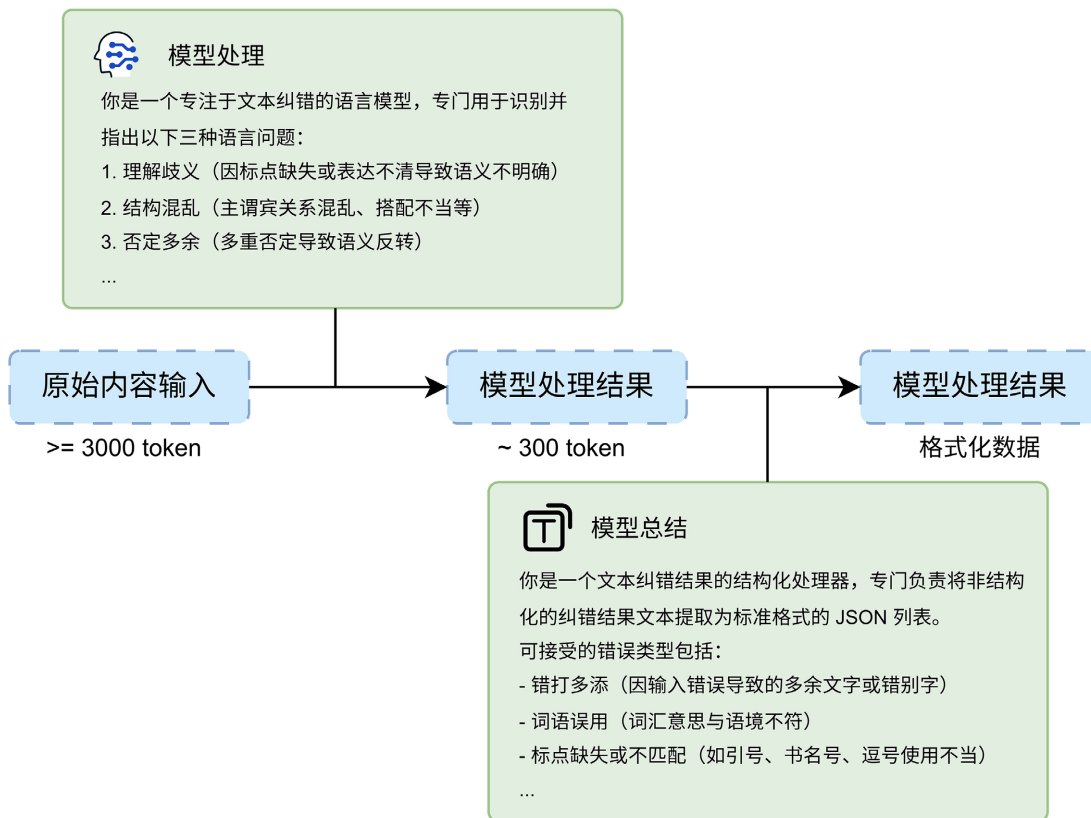 模型处理
你是一个专注于文本纠错的语言模型，专门用于识别并
指出以下三种语言问题：
1. 理解歧义（因标点缺失或表达不清导致语义不明确）
2. 结构混乱（主谓宾关系混乱、搭配不当等）
3. 否定多余（多重否定导致语义反转）
...
原始内容输入
模型处理结果
模型处理结果
>= 3000 token
~ 300 token
格式化数据
模型总结
你是一个文本纠错结果的结构化处理器，专门负责将非结构
化的纠错结果文本提取为标准格式的 JSON 列表。
可接受的错误类型包括：
- 错打多添（因输入错误导致的多余文字或错别字）
- 词语误用（词汇意思与语境不符）
- 标点缺失或不匹配（如引号、书名号、逗号使用不当）
...